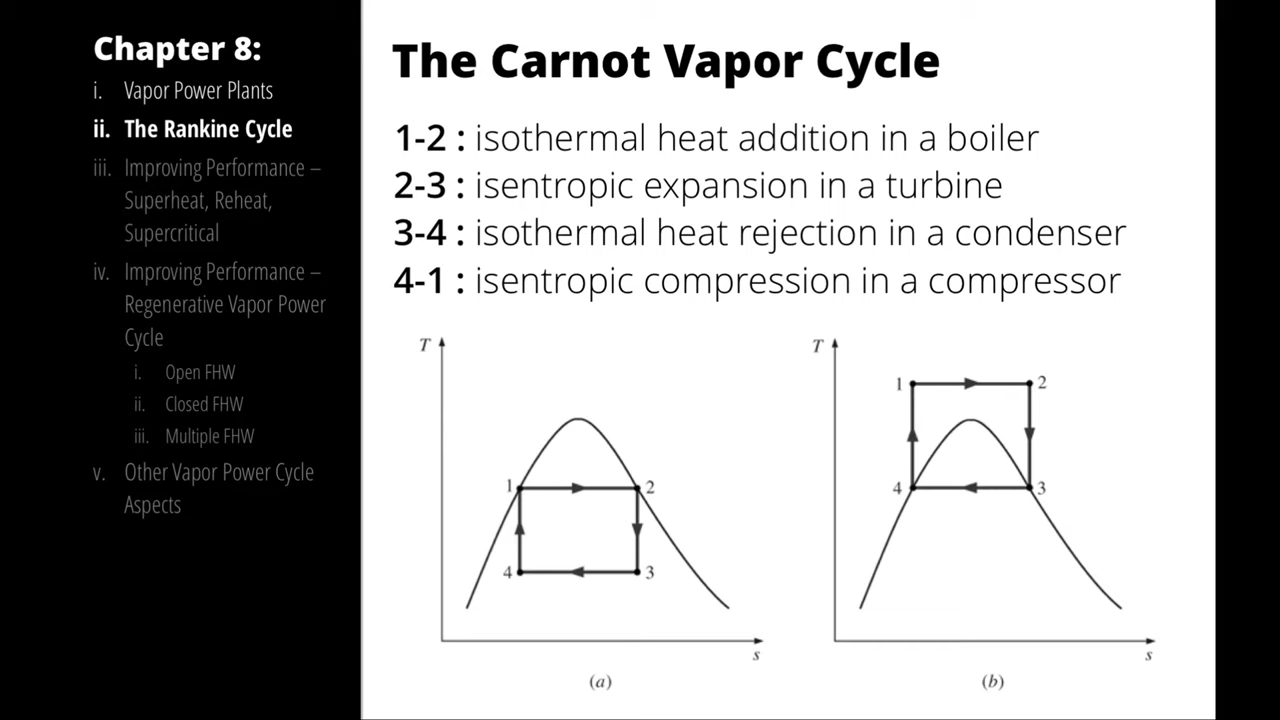 Chapter 8:
i. Vapor Power Plants
ii. The Rankine Cycle
iii. Improving Performance –
Superheat, Reheat,
Supercritical
iv. Improving Performance –
Regenerative Vapor Power
Cycle
i. Open FHW
ii. Closed FHW
iii. Multiple FHW
v. Other Vapor Power Cycle
Aspects
The Carnot Vapor Cycle
1-2 : isothermal heat addition in a boiler
2-3 : isentropic expansion in a turbine
3-4 : isothermal heat rejection in a condenser
4-1 : isentropic compression in a compressor
T
1
2
4
3
s
(a)
T
1
2
4
3
s
(b)